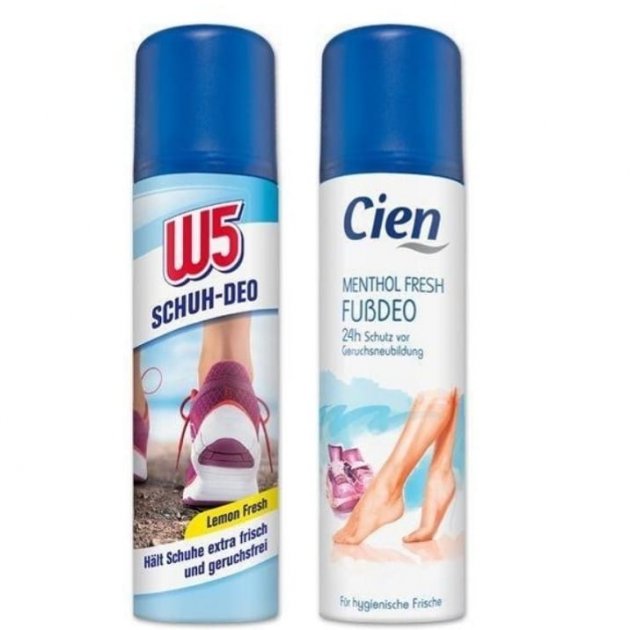 W5
SCHUH-DEO
Lemon Fresh
Hält Schuhe extra frisch
und geruchsfrei
Cien
MENTHOL FRESH
FUẞDEO
24h Schutz vor
Geruchsneubildung
Für hygienische Frische